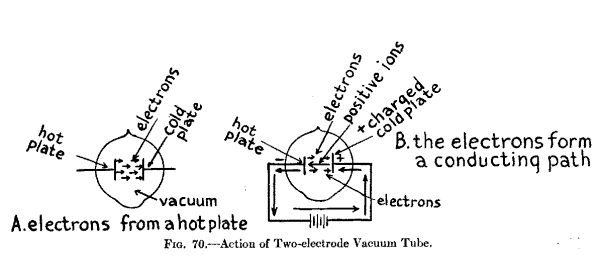 hot
plate
electrons
cold
plate
vacuum
A. electrons from a hot plate
hot
plate
electrons
positive ions
+ charged
cold plate
-
+
electrons
B. the electrons form
a conducting path
FIG. 70.—Action of Two-electrode Vacuum Tube.